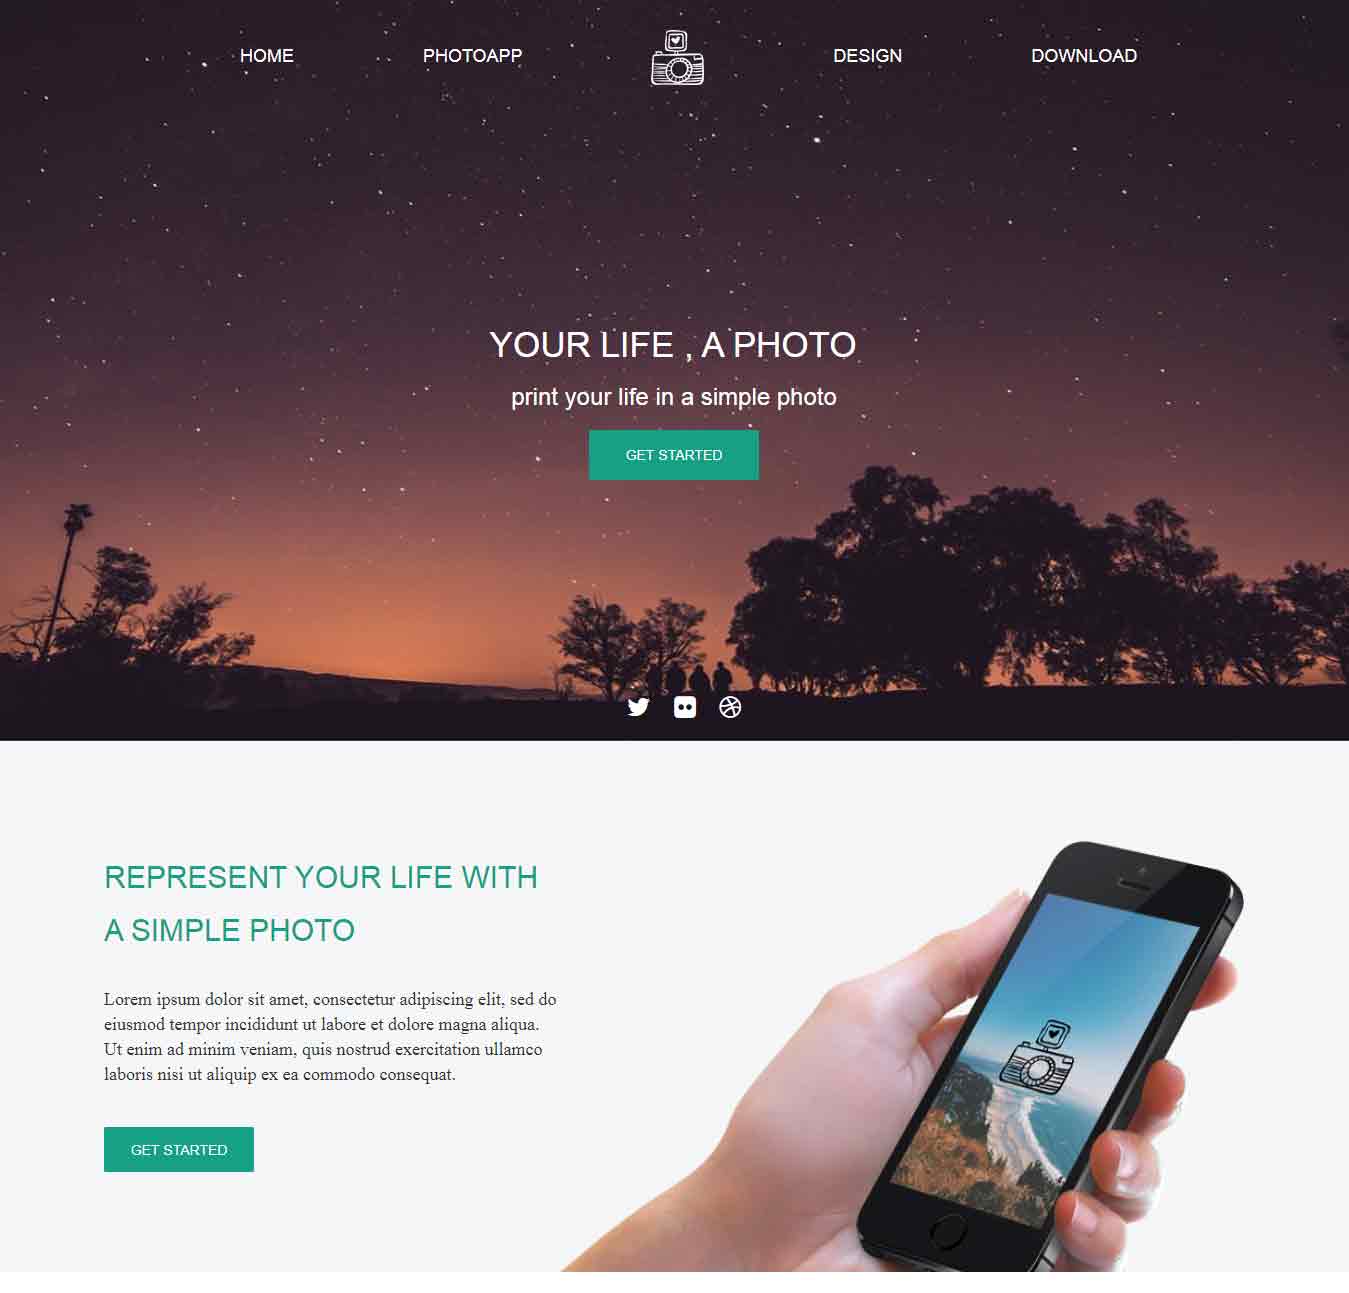 HOME
PHOTOAPP
DESIGN
DOWNLOAD
YOUR LIFE , A PHOTO
print your life in a simple photo
GET STARTED
REPRESENT YOUR LIFE WITH
A SIMPLE PHOTO
Lorem ipsum dolor sit amet, consectetur adipiscing elit, sed do
eiusmod tempor incididunt ut labore et dolore magna aliqua.
Ut enim ad minim veniam, quis nostrud exercitation ullamco
laboris nisi ut aliquip ex ea commodo consequat.
GET STARTED